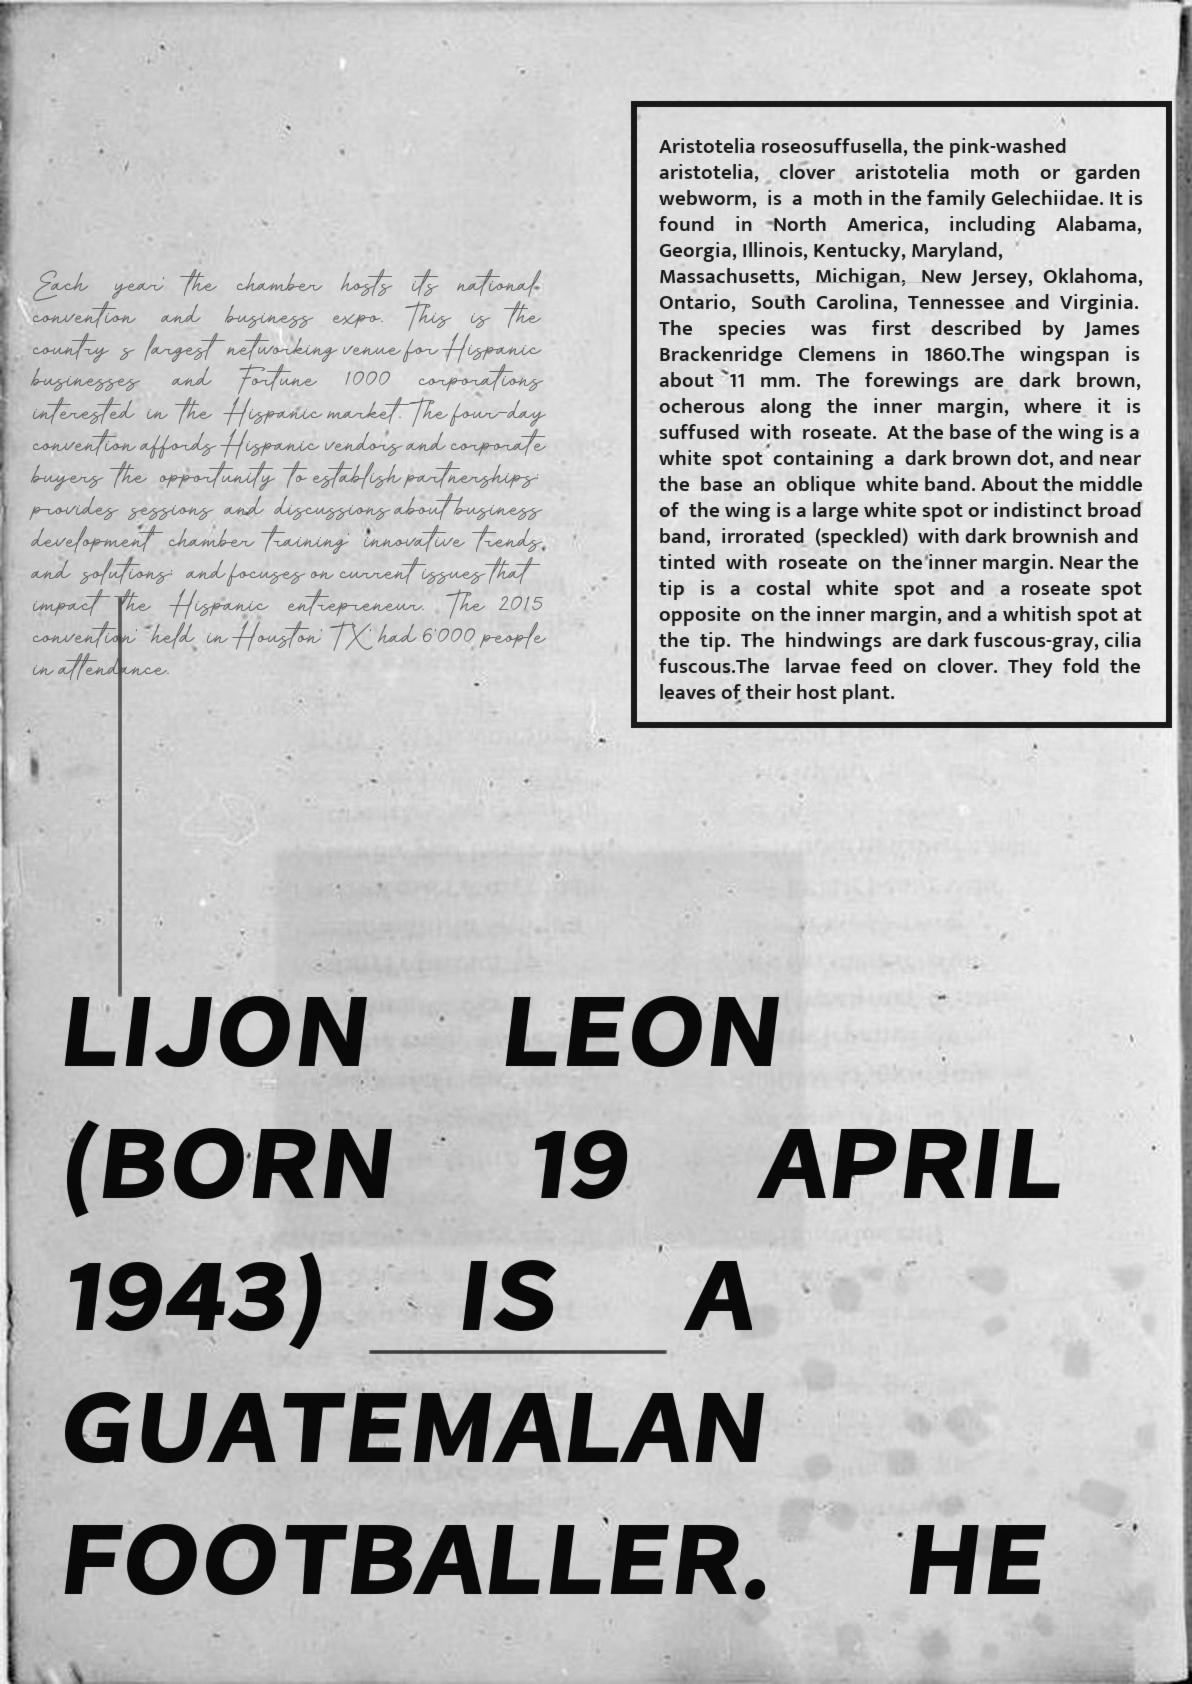 Each year' the chamber hosts its national
convention and business expo. This is the
country s largest networking venue for Hispanic
businesses and Fortune 1000 corporations
interested in the Hispanic market. The four-day
convention affords Hispanic vendors and corporate
buyers the opportunity to establish partnerships'
provides sessions and discussions about business
development' chamber training' innovative trends
and solutions' and focuses on current issues that
impact the Hispanic entrepreneur. The 2015
convention' held in Houston' TX' had 6'000 people
in attendance.
Aristotelia roseosuffusella, the pink-washed
aristotelia, clover aristotelia moth or garden
webworm, is a moth in the family Gelechiidae. It is
found in North America, including Alabama,
Georgia, Illinois, Kentucky, Maryland,
Massachusetts, Michigan, New Jersey, Oklahoma,
Ontario, South Carolina, Tennessee and Virginia.
The species was first described by James
Brackenridge Clemens in 1860.The wingspan is
about 11 mm. The forewings are dark brown,
ocherous along the inner margin, where it is
suffused with roseate. At the base of the wing is a
white spot containing a dark brown dot, and near
the base an oblique white band. About the middle
of the wing is a large white spot or indistinct broad
band, irrorated (speckled) with dark brownish and
tinted with roseate on the inner margin. Near the
tip is a costal white spot and a roseate spot
opposite on the inner margin, and a whitish spot at
the tip. The hindwings are dark fuscous-gray, cilia
fuscous.The larvae feed on clover. They fold the
leaves of their host plant.
LIJON LEON
(BORN 19 APRIL
1943) IS A
GUATEMALAN
FOOTBALLER. HE